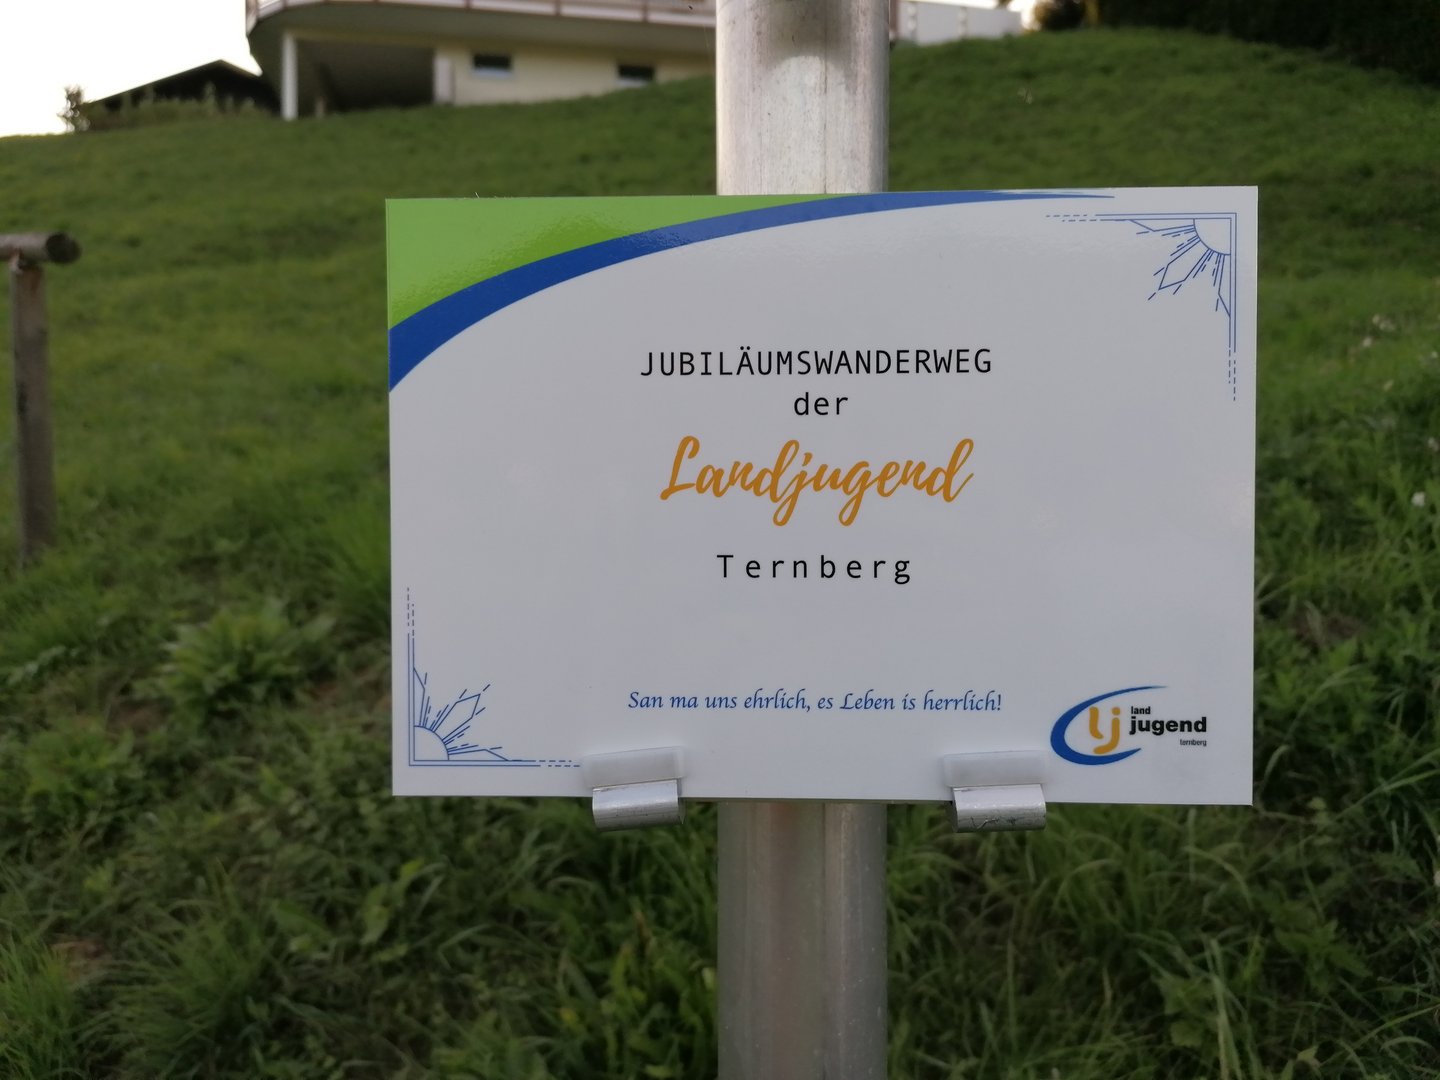 JUBILÄUMSWANDERWEG
der
Landjugend
Ternberg
San ma uns ehrlich, es Leben is herrlich!
lj
land
jugend
ternberg